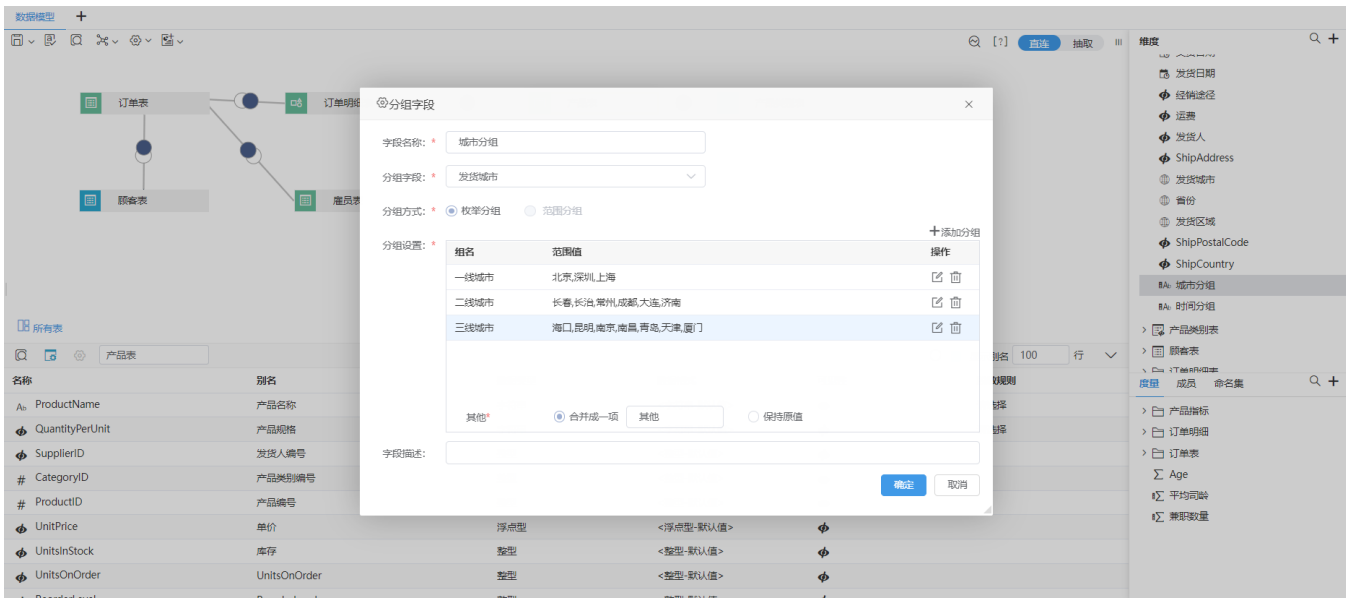 数据模型
[?] 直连 抽取
维度
发货日期
经销途径
运费
发货人
ShipAddress
发货城市
省份
发货区域
ShipPostalCode
ShipCountry
城市分组
时间分组
产品类别表
顾客表
订单明细表
度量 成员 命名集
产品指标
订单明细
订单表
Age
平均司龄
兼职数量
订单表
订单明细
顾客表
雇员表
分组字段
字段名称: * 城市分组
分组字段: * 发货城市
分组方式: * 枚举分组 范围分组
添加分组
分组设置: *
组名 范围值 操作
一线城市 北京,深圳,上海
二线城市 长春,长治,常州,成都,大连,济南
三线城市 海口,昆明,南京,南昌,青岛,天津,厦门
其他* 合并成一项 其他 保持原值
字段描述:
确定 取消
所有表
产品表
别名 100 行
名称 别名
ProductName 产品名称
QuantityPerUnit 产品规格
SupplierID 发货人编号
CategoryID 产品类别编号
ProductID 产品编号
UnitPrice 单价 浮点型 <浮点型-默认值>
UnitsInStock 库存 整型 <整型-默认值>
UnitsOnOrder UnitsOnOrder 整型 <整型-默认值>